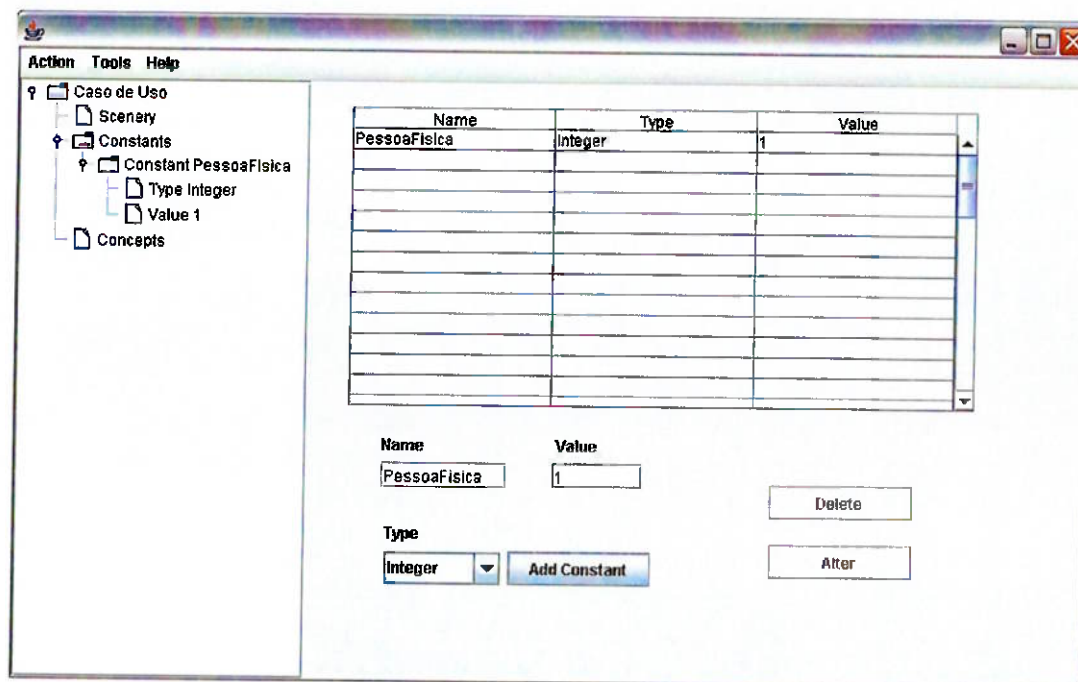 Action Tools Help
Caso de Uso
Scenery
Constants
Constant PessoaFisica
Type Integer
Value 1
Concepts
Name Type Value
PessoaFisica Integer 1
Name Value
PessoaFisica 1
Delete
Type
Integer Add Constant
Alter